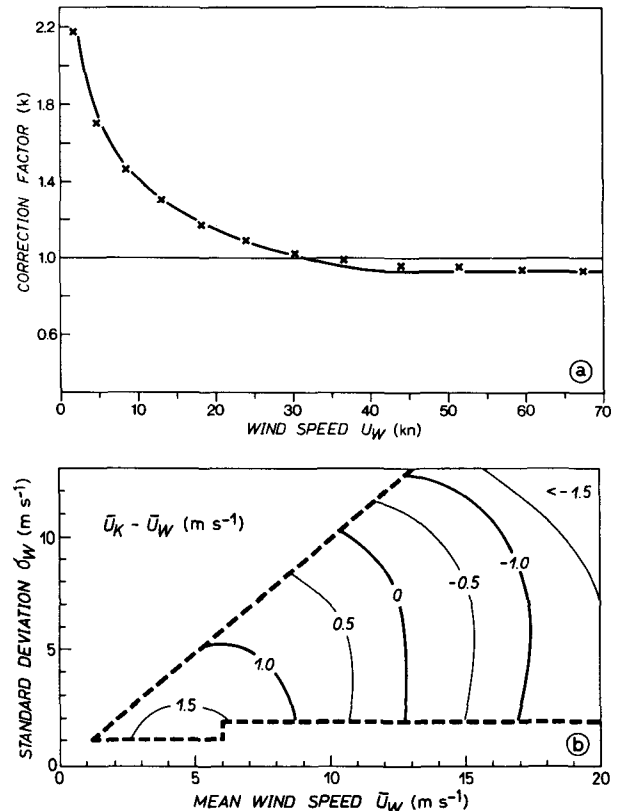 2.2
1.8
1.4
1.0
0.6
CORRECTION FACTOR (k)
0 10 20 30 40 50 60 70
WIND SPEED U_W (kn)
a
Ū_K − Ū_W (m s⁻¹)
< −1.5
10
5
0
STANDARD DEVIATION σ_W (m s⁻¹)
1.5
1.0
0.5
0
−0.5
−1.0
b
0 5 10 15 20
MEAN WIND SPEED Ū_W (m s⁻¹)